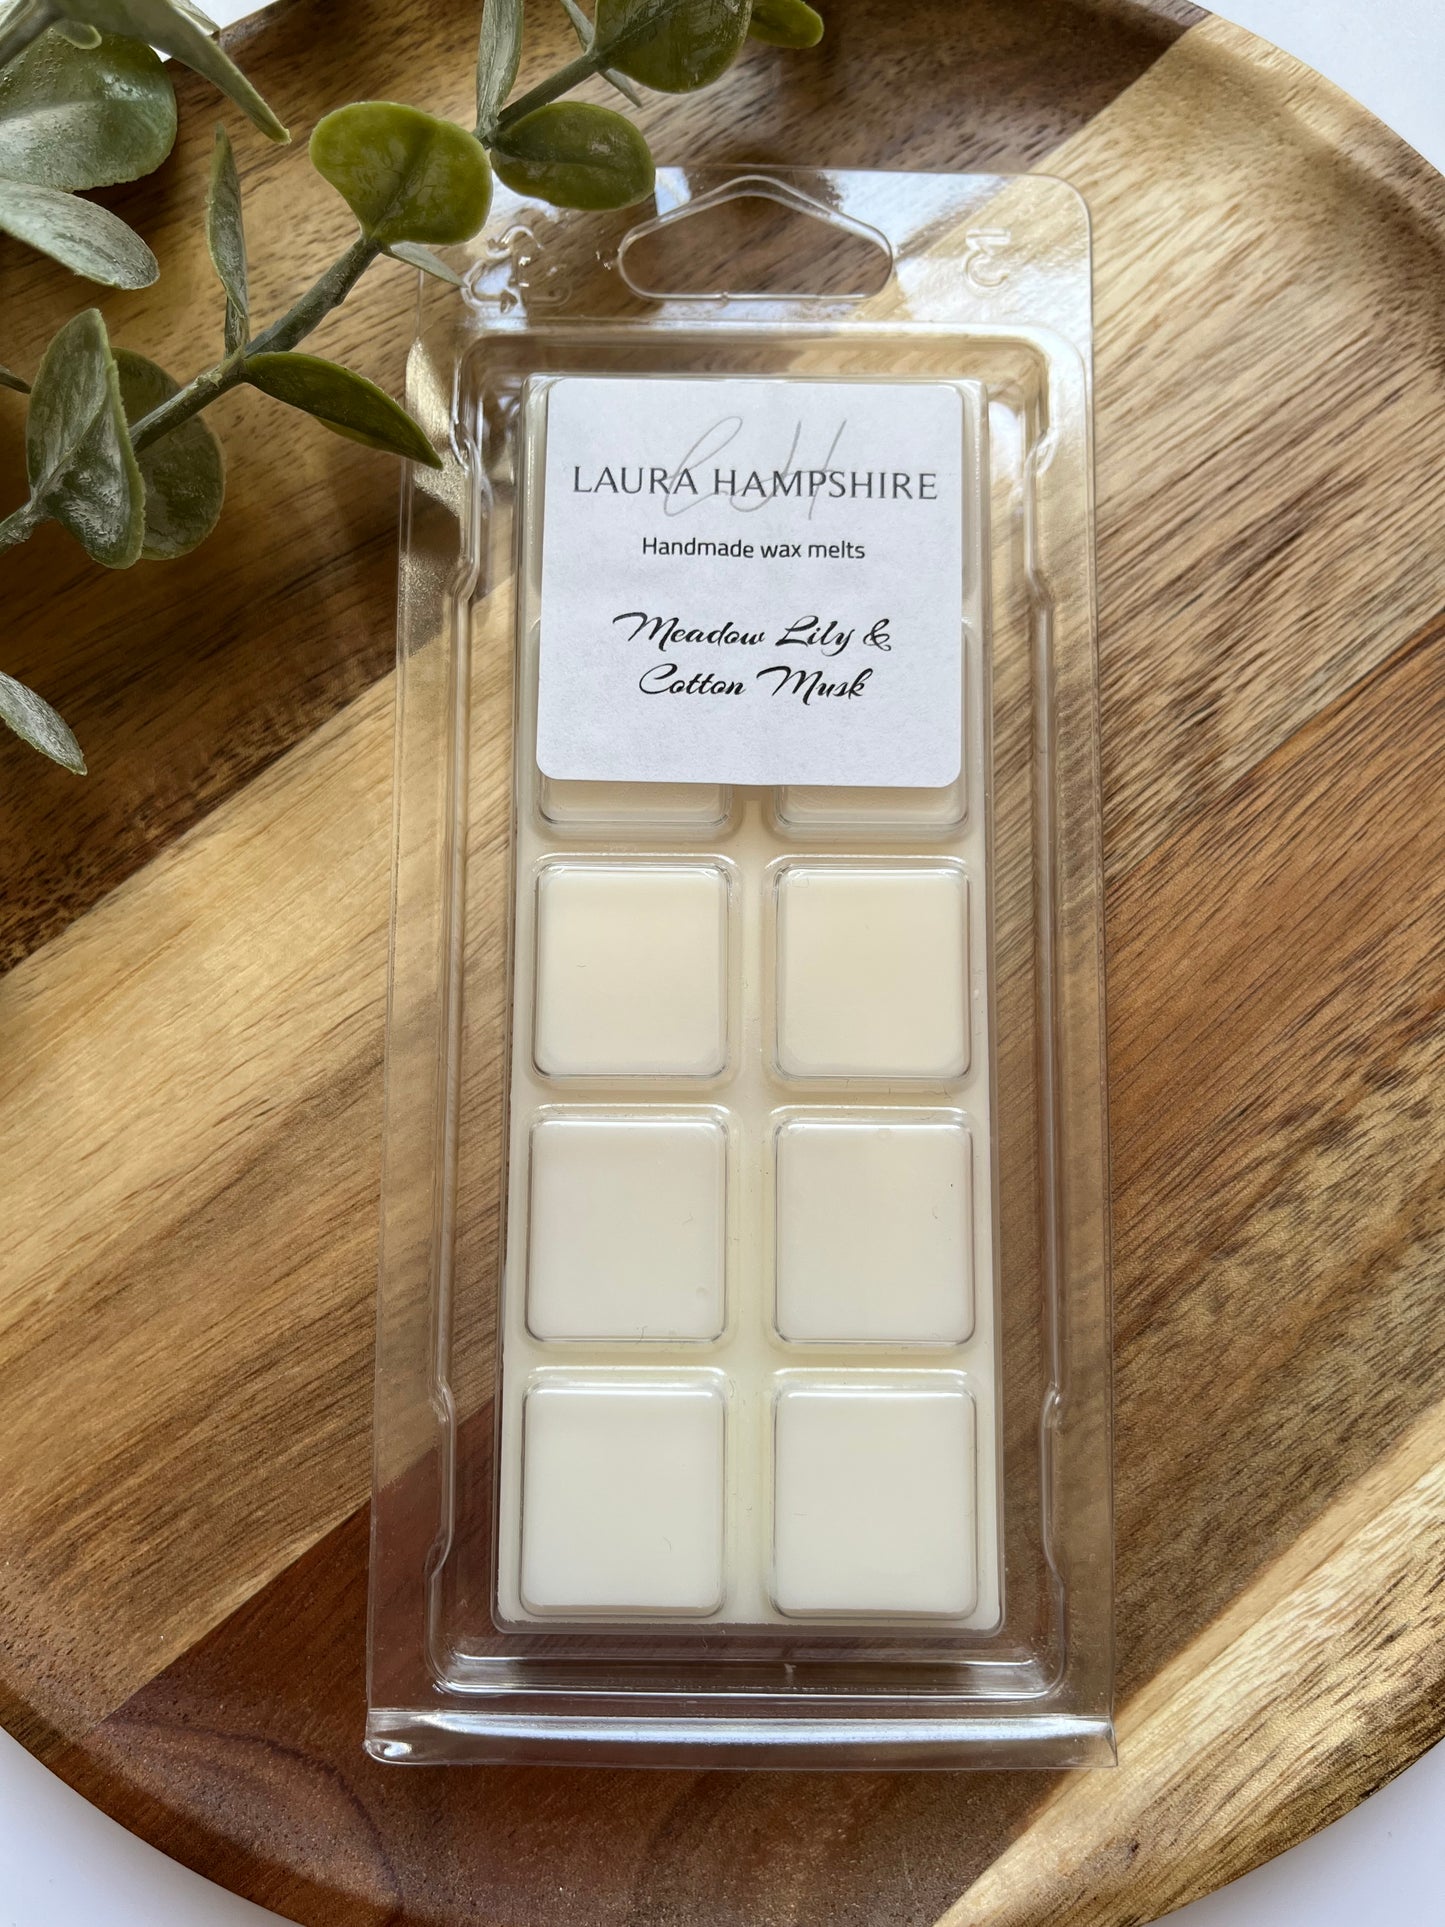 LAURA HAMPSHIRE
LH
Handmade wax melts
Meadow Lily &
Cotton Musk